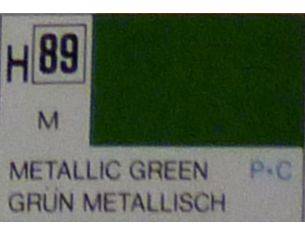 H 89
M
METALLIC GREEN P·C
GRÜN METALLISCH